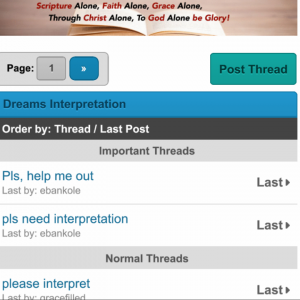 Scripture Alone, Faith Alone, Grace Alone,
Through Christ Alone, To God Alone be Glory!
Page: 1 »
Post Thread
Dreams Interpretation
Order by: Thread / Last Post
Important Threads
Pls, help me out
Last by: ebankole
Last
pls need interpretation
Last by: ebankole
Last
Normal Threads
please interpret
Last by: gracefilled
Last